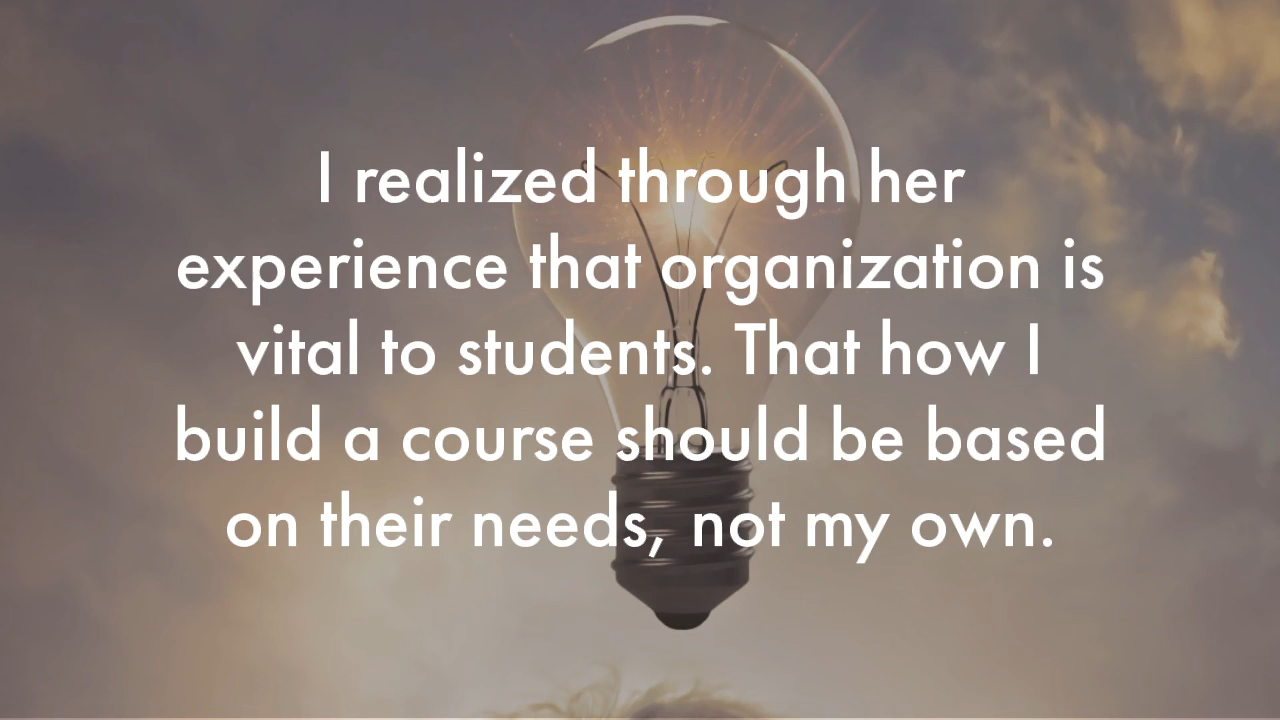 I realized through her
experience that organization is
vital to students. That how I
build a course should be based
on their needs, not my own.